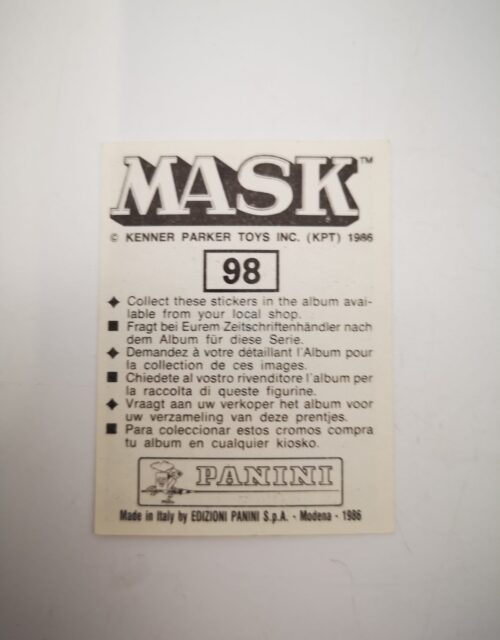 MASK™
© KENNER PARKER TOYS INC. (KPT) 1986
98
◆ Collect these stickers in the album avai-
lable from your local shop.
■ Fragt bei Eurem Zeitschriftenhändler nach
dem Album für diese Serie.
◆ Demandez à votre détaillant l'Album pour
la collection de ces images.
■ Chiedete al vostro rivenditore l'album per
la raccolta di queste figurine.
◆ Vraagt aan uw verkoper het album voor
uw verzameling van deze prentjes.
■ Para coleccionar estos cromos compra
tu album en cualquier kiosko.
PANINI
Made in Italy by EDIZIONI PANINI S.p.A. - Modena - 1986